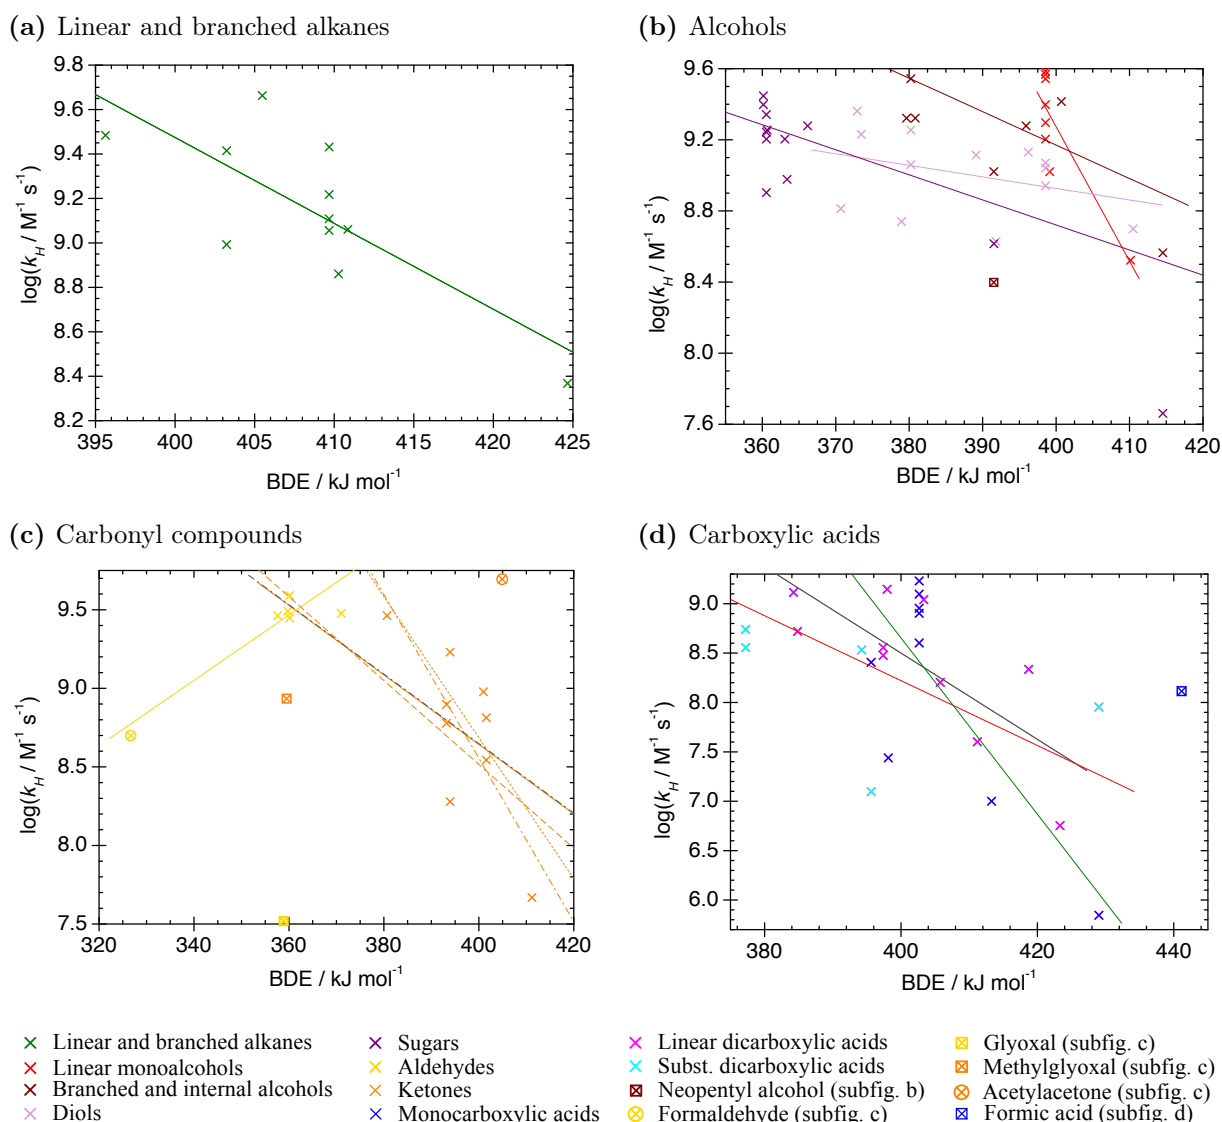 (a) Linear and branched alkanes
9.8
9.6
9.4
9.2
9.0
8.8
8.6
8.4
8.2
log(k_H / M⁻¹ s⁻¹)
395 400 405 410 415 420 425
BDE / kJ mol⁻¹
(b) Alcohols
9.6
9.2
8.8
8.4
8.0
7.6
log(k_H / M⁻¹ s⁻¹)
360 370 380 390 400 410 420
BDE / kJ mol⁻¹
(c) Carbonyl compounds
9.5
9.0
8.5
8.0
7.5
log(k_H / M⁻¹ s⁻¹)
320 340 360 380 400 420
BDE / kJ mol⁻¹
(d) Carboxylic acids
9.0
8.5
8.0
7.5
7.0
6.5
6.0
log(k_H / M⁻¹ s⁻¹)
380 400 420 440
BDE / kJ mol⁻¹
Linear and branched alkanes
Linear monoalcohols
Branched and internal alcohols
Diols
Sugars
Aldehydes
Ketones
Monocarboxylic acids
Linear dicarboxylic acids
Subst. dicarboxylic acids
Neopentyl alcohol (subfig. b)
Formaldehyde (subfig. c)
Glyoxal (subfig. c)
Methylglyoxal (subfig. c)
Acetylacetone (subfig. c)
Formic acid (subfig. d)